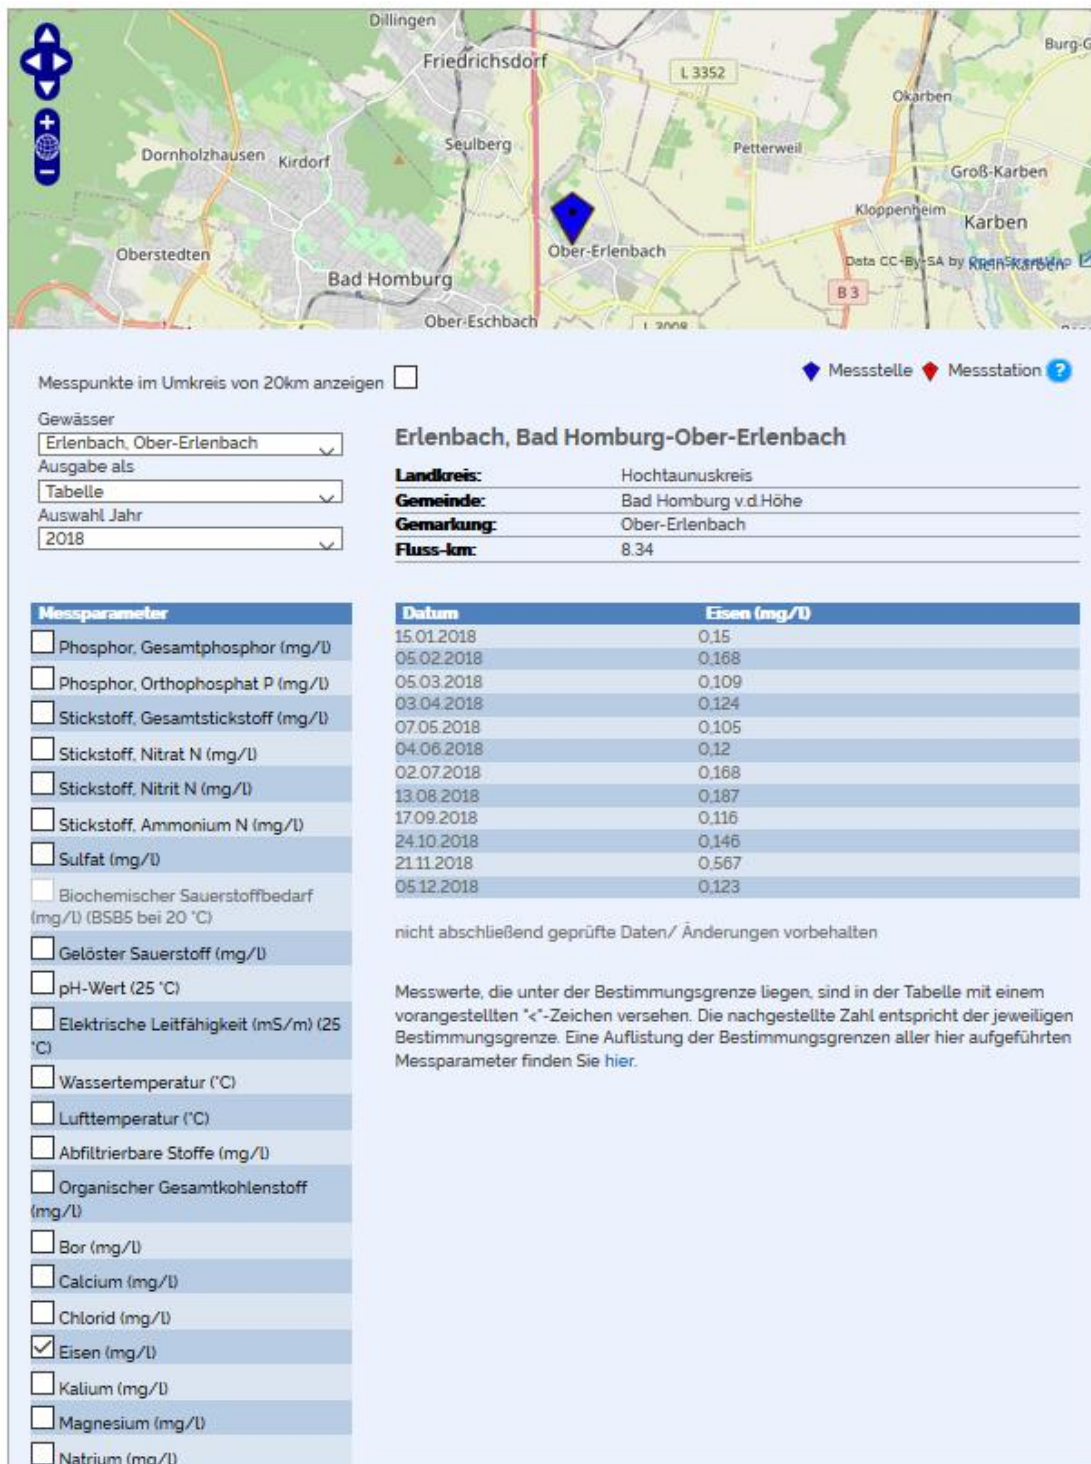 Dillingen
Friedrichsdorf
Burg-G
L 3352
Okarben
Dornholzhausen
Kirdorf
Seulberg
Petterweil
Groß-Karben
Kloppenheim
Karben
Oberstedten
Ober-Erlenbach
Data CC-By-SA by OpenStreetMap
Klein-Karben
Bad Homburg
B 3
Ober-Eschbach
L 3008
Messpunkte im Umkreis von 20km anzeigen
Messstelle Messstation ?
Gewässer
Erlenbach, Ober-Erlenbach
Ausgabe als
Tabelle
Auswahl Jahr
2018
Erlenbach, Bad Homburg-Ober-Erlenbach
Landkreis: Hochtaunuskreis
Gemeinde: Bad Homburg v.d.Höhe
Gemarkung: Ober-Erlenbach
Fluss-km: 8.34
Messparameter
Phosphor, Gesamtphosphor (mg/l)
Phosphor, Orthophosphat P (mg/l)
Stickstoff, Gesamtstickstoff (mg/l)
Stickstoff, Nitrat N (mg/l)
Stickstoff, Nitrit N (mg/l)
Stickstoff, Ammonium N (mg/l)
Sulfat (mg/l)
Biochemischer Sauerstoffbedarf
(mg/l) (BSB5 bei 20 °C)
Gelöster Sauerstoff (mg/l)
pH-Wert (25 °C)
Elektrische Leitfähigkeit (mS/m) (25
°C)
Wassertemperatur (°C)
Lufttemperatur (°C)
Abfiltrierbare Stoffe (mg/l)
Organischer Gesamtkohlenstoff
(mg/l)
Bor (mg/l)
Calcium (mg/l)
Chlorid (mg/l)
Eisen (mg/l)
Kalium (mg/l)
Magnesium (mg/l)
Natrium (mg/l)
Datum Eisen (mg/l)
15.01.2018 0,15
05.02.2018 0,168
05.03.2018 0,109
03.04.2018 0,124
07.05.2018 0,105
04.06.2018 0,12
02.07.2018 0,168
13.08.2018 0,187
17.09.2018 0,116
24.10.2018 0,146
21.11.2018 0,567
05.12.2018 0,123
nicht abschließend geprüfte Daten/ Änderungen vorbehalten
Messwerte, die unter der Bestimmungsgrenze liegen, sind in der Tabelle mit einem
vorangestellten "<"-Zeichen versehen. Die nachgestellte Zahl entspricht der jeweiligen
Bestimmungsgrenze. Eine Auflistung der Bestimmungsgrenzen aller hier aufgeführten
Messparameter finden Sie hier.